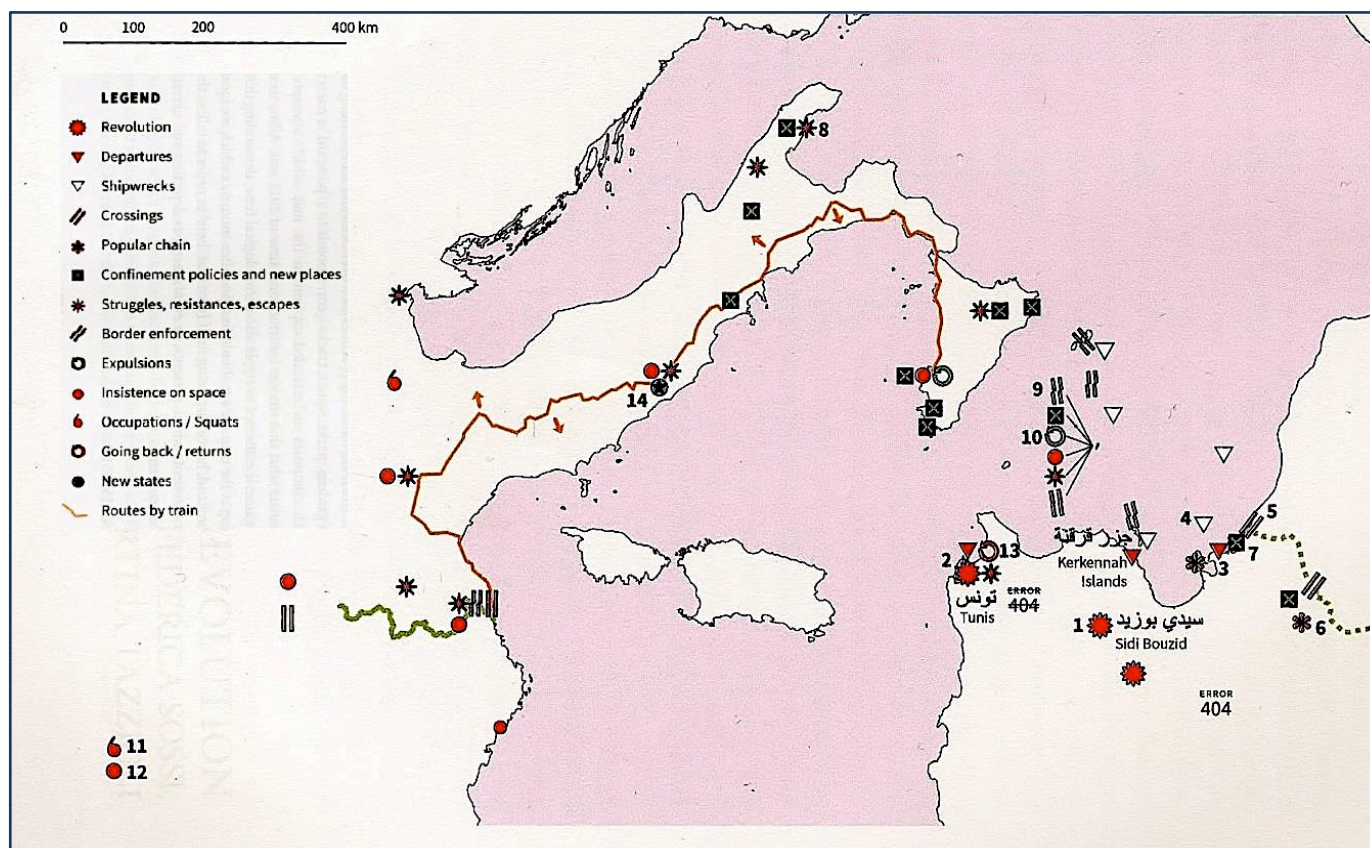 0 100 200 400 km
LEGEND
Revolution
Departures
Shipwrecks
Crossings
Popular chain
Confinement policies and new places
Struggles, resistances, escapes
Border enforcement
Expulsions
Insistence on space
Occupations / Squats
Going back / returns
New states
Routes by train
8
9
14
10
4
5
جزر قرقنة
Kerkennah
Islands
2
13
3
7
تونس
Tunis
ERROR
404
1
سيدي بوزيد
Sidi Bouzid
6
ERROR
404
11
12